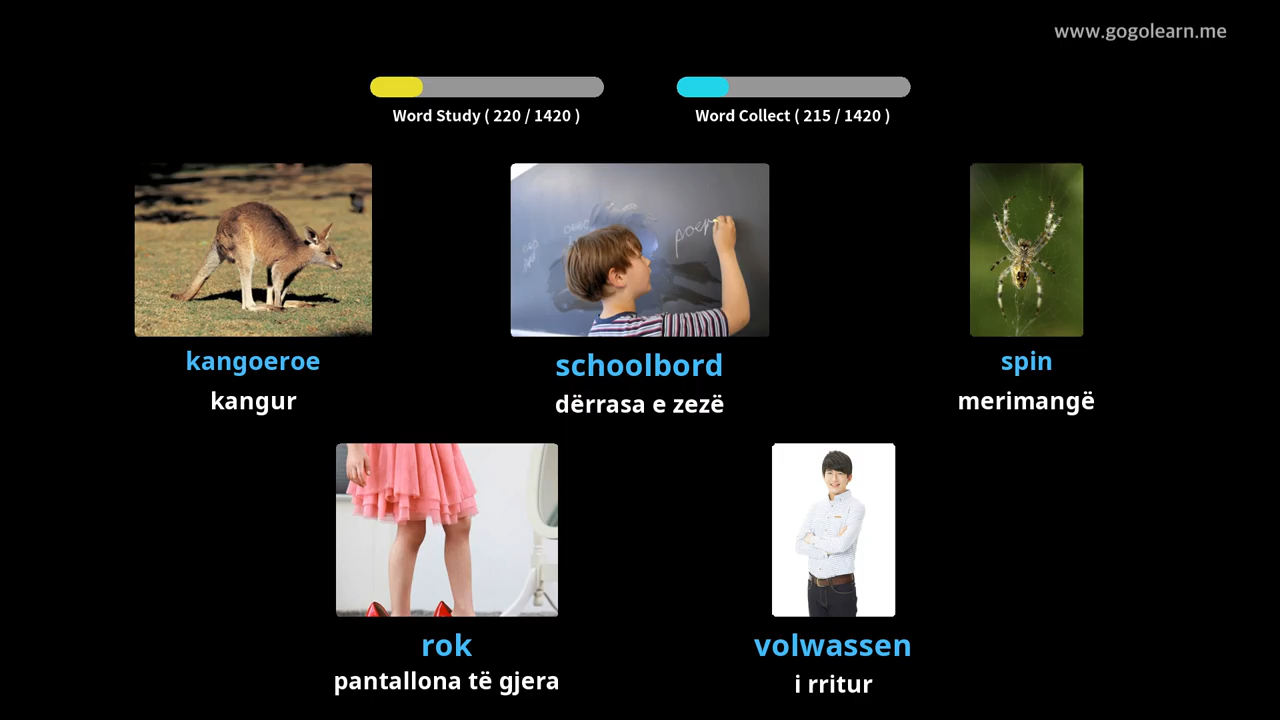 www.gogolearn.me
Word Study ( 220 / 1420 )
Word Collect ( 215 / 1420 )
poer
kangoeroe
schoolbord
spin
kangur
dërrasa e zezë
merimangë
rok
volwassen
pantallona të gjera
i rritur